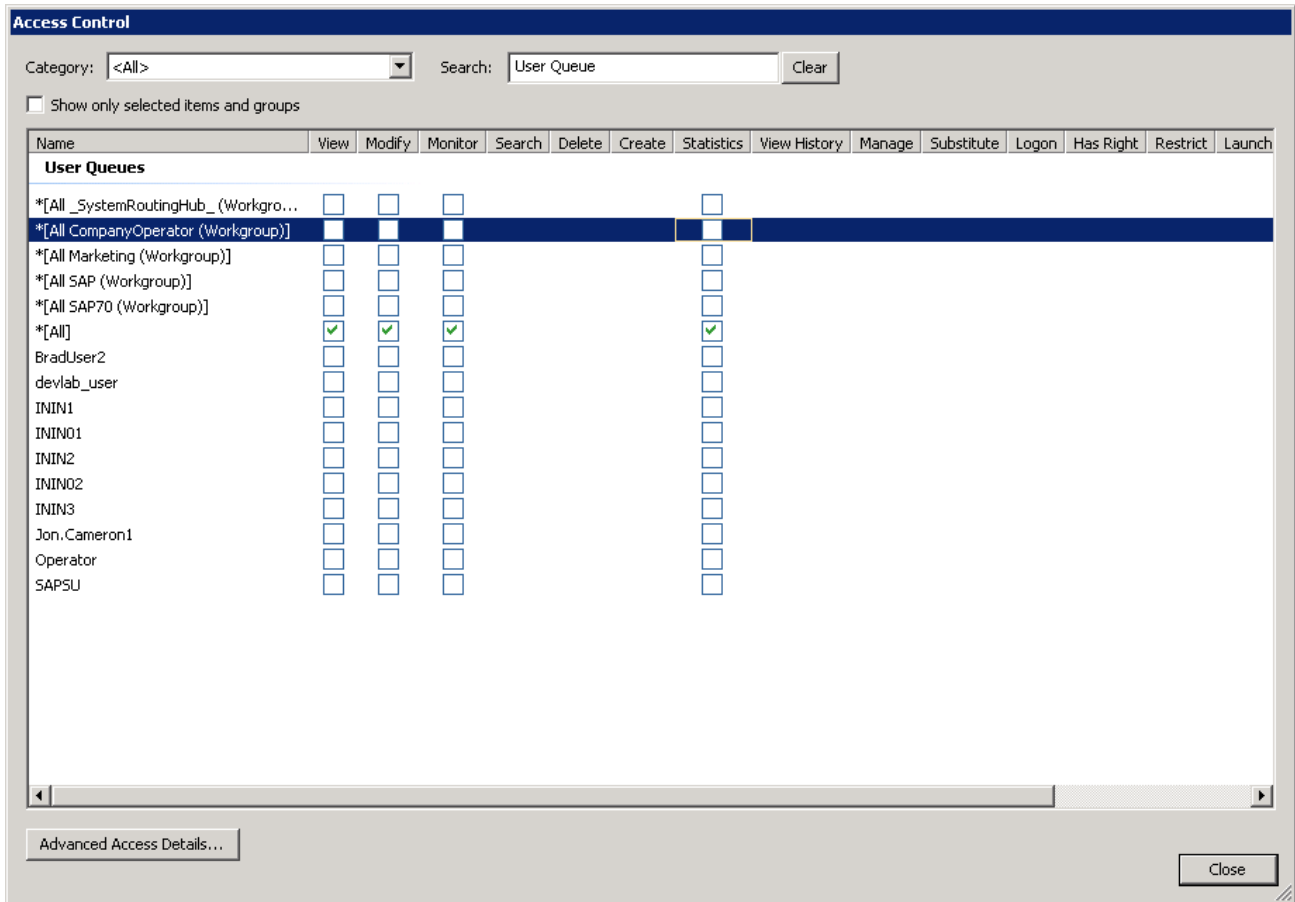 Access Control
Category: <All> Search: User Queue Clear
Show only selected items and groups
Name View Modify Monitor Search Delete Create Statistics View History Manage Substitute Logon Has Right Restrict Launch
User Queues
*[All _SystemRoutingHub_ (Workgro...
*[All CompanyOperator (Workgroup)]
*[All Marketing (Workgroup)]
*[All SAP (Workgroup)]
*[All SAP70 (Workgroup)]
*[All]
BradUser2
devlab_user
ININ1
ININ01
ININ2
ININ02
ININ3
Jon.Cameron1
Operator
SAPSU
Advanced Access Details...
Close